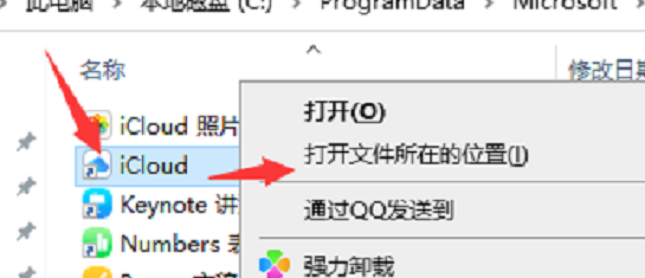 此电脑 > 本地磁盘 (C:) > ProgramData > Microsoft >
名称
修改日期
iCloud 照片
iCloud
Keynote 讲
Numbers 表
打开(O)
打开文件所在的位置(I)
通过QQ发送到
强力卸载